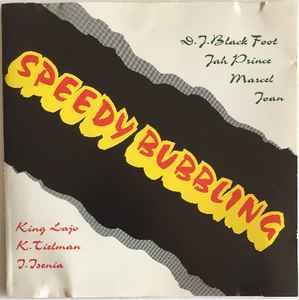 D.J.Black Foot
Jah Prince
Marcel
Joan
SPEEDY BUBBLING
King Lajo
K.Tielman
I.Isenia